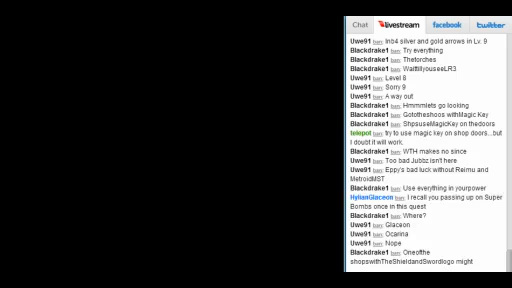 Chat livestream facebook twitter
Uwe91 ban: Inb4 silver and gold arrows in Lv. 9
Blackdrake1 ban: Try everything
Blackdrake1 ban: Thetorches
Blackdrake1 ban: WaittillyouseeLR3
Uwe91 ban: Level 8
Uwe91 ban: Sorry 9
Uwe91 ban: A way out
Blackdrake1 ban: Hmmmlets go looking
Blackdrake1 ban: Gototheshoos withMagic Key
Blackdrake1 ban: ShpsuseMagicKey on thedoors
telepot ban: try to use magic key on shop doors...but
I doubt it will work.
Blackdrake1 ban: WTH makes no since
Uwe91 ban: Too bad Jubbz isn't here
Uwe91 ban: Eppy's bad luck without Reimu and
MetroidMST
Blackdrake1 ban: Use everything in yourpower
HylianGlaceon ban: I recall you passing up on Super
Bombs once in this quest
Blackdrake1 ban: Where?
Uwe91 ban: Glaceon
Uwe91 ban: Ocarina
Uwe91 ban: Nope
Blackdrake1 ban: Oneofthe
shopswithTheShieldandSwordlogo might